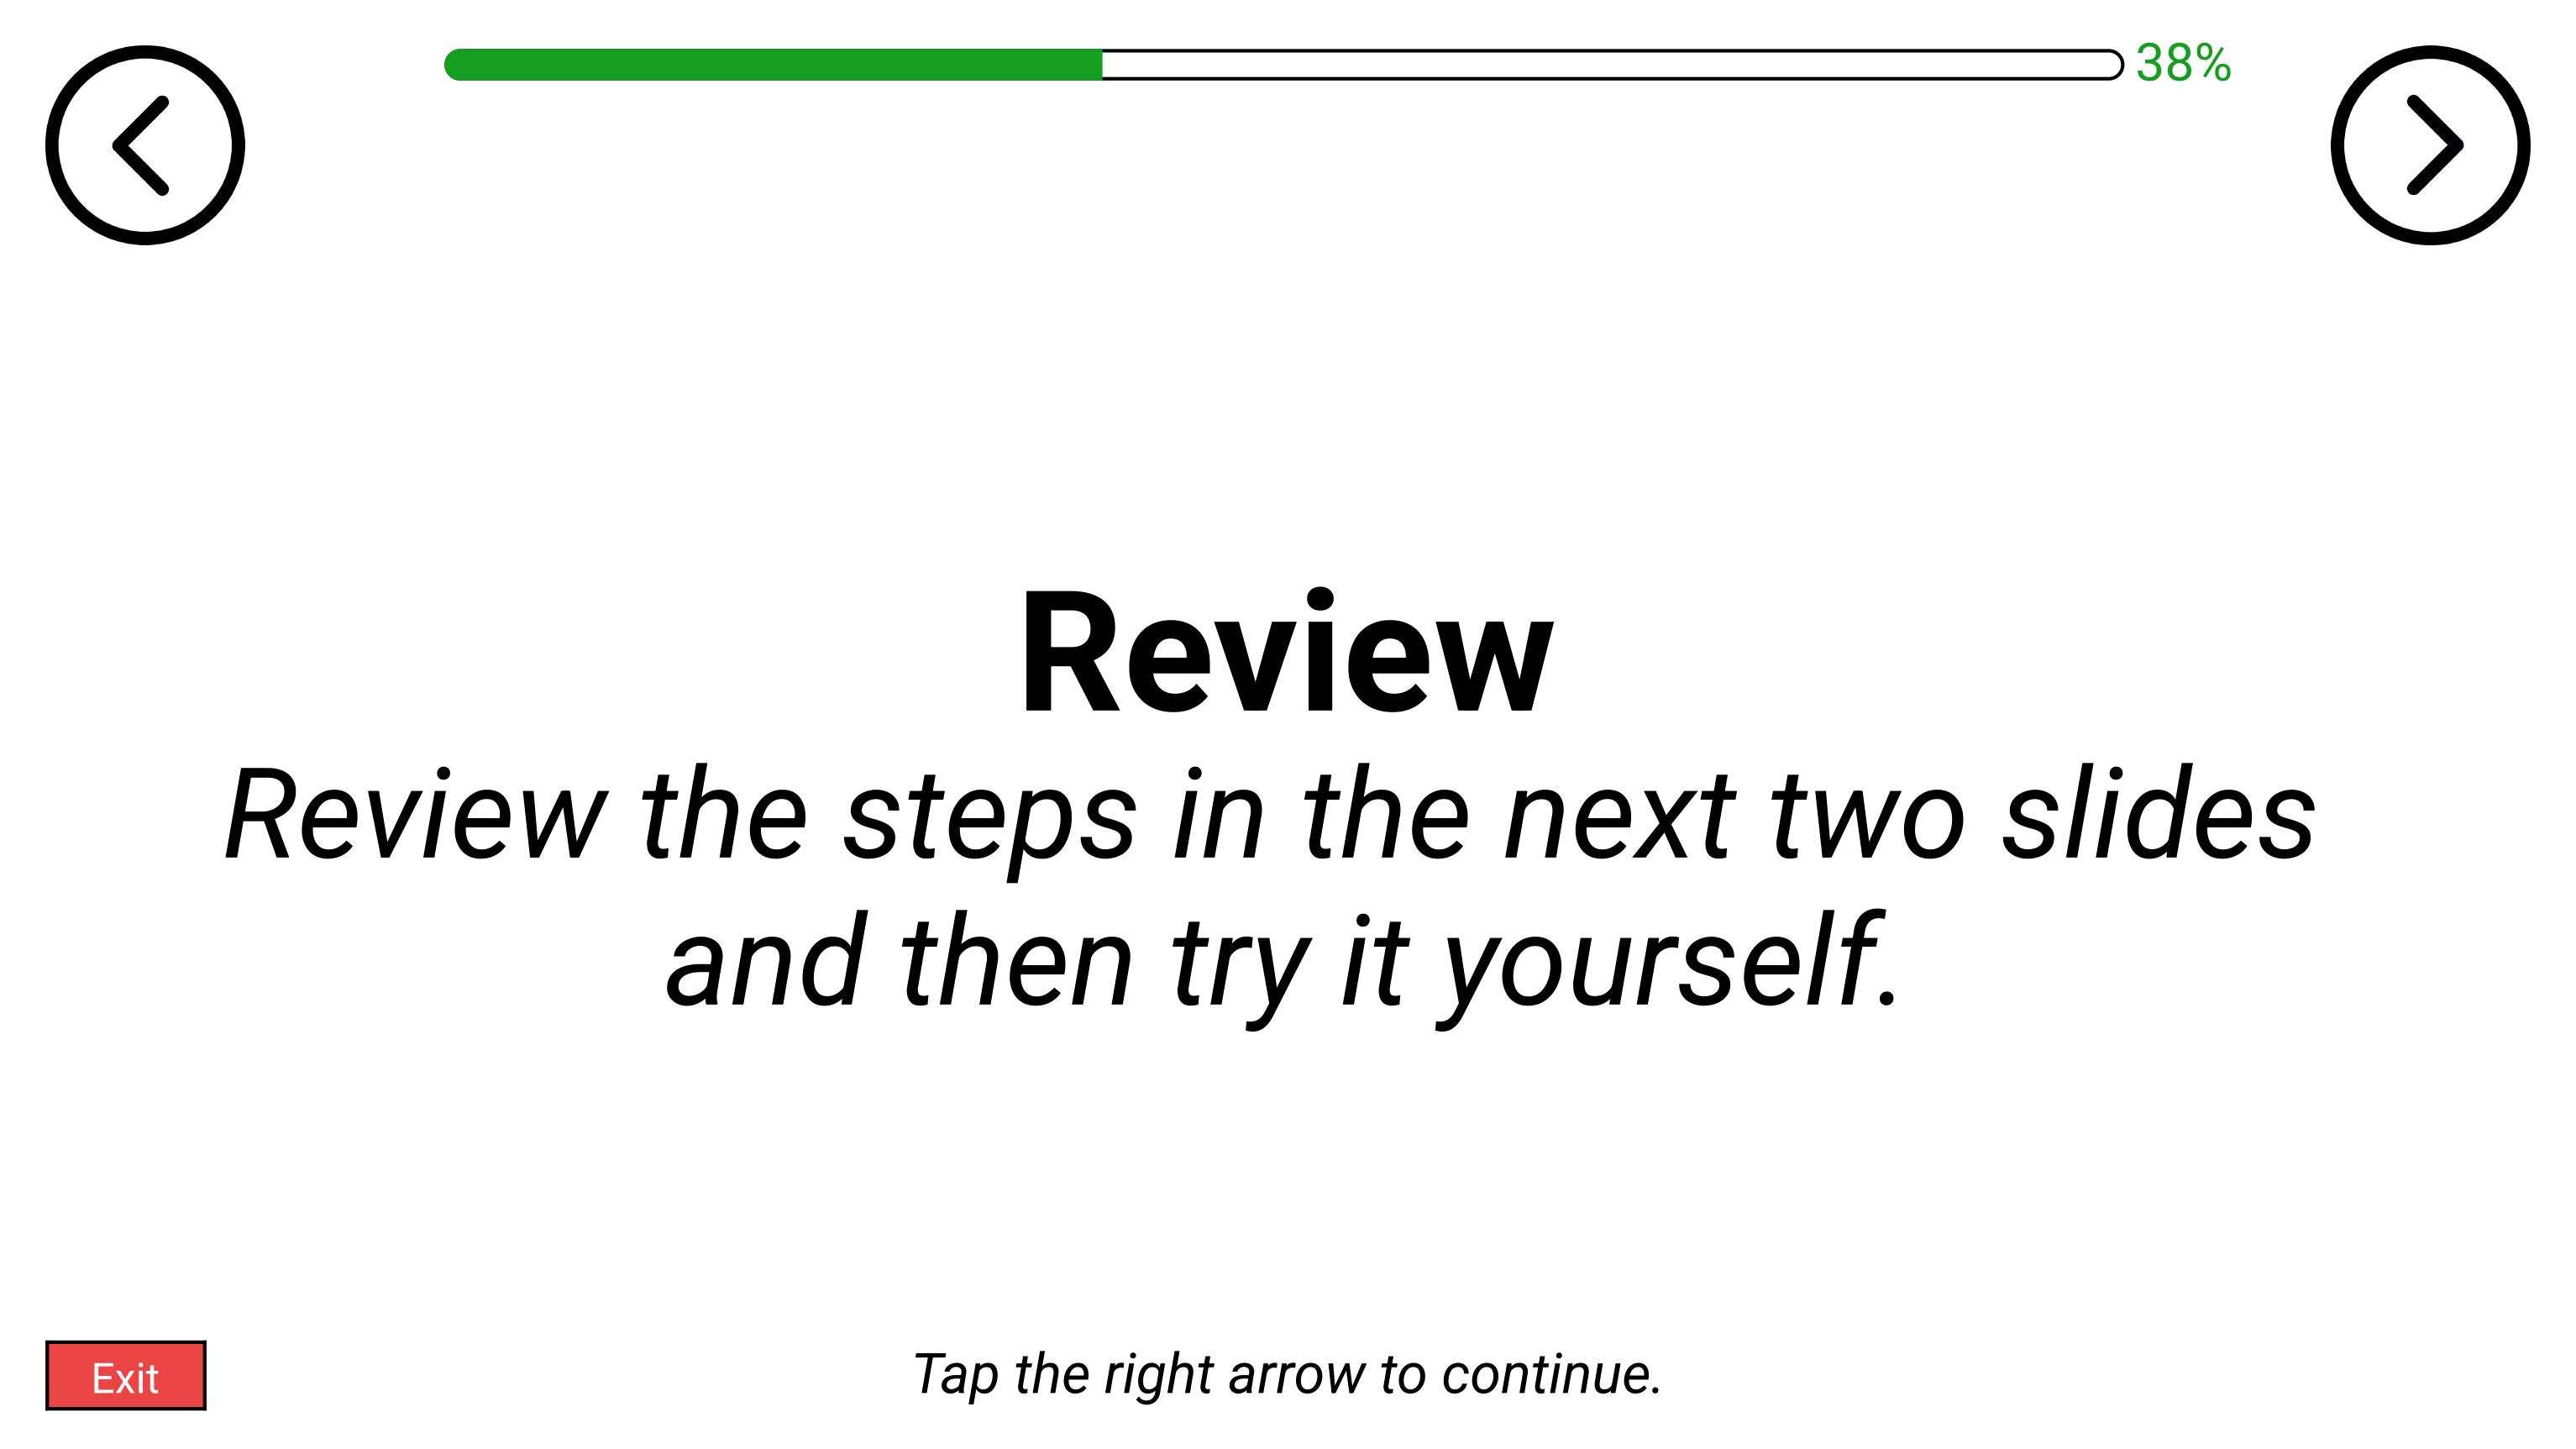 38%
Review
Review the steps in the next two slides
and then try it yourself.
Exit
Tap the right arrow to continue.